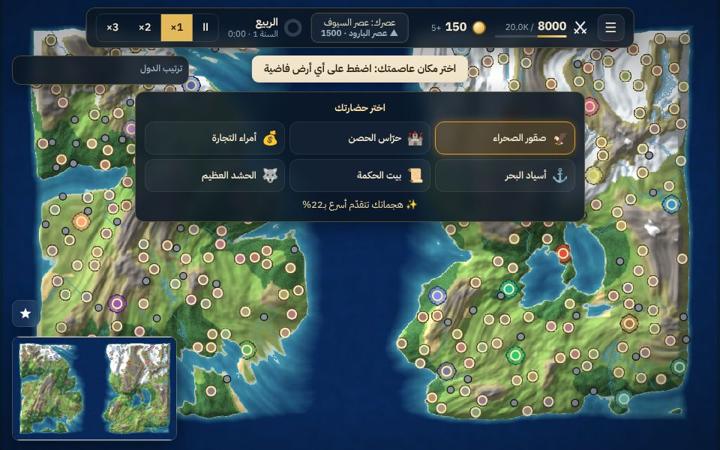 8000 / 20.0K
150 +5
عصرك: عصر السيوف
▲ عصر البارود · 1500
الربيع
السنة 1 · 0:00
×1
×2
×3
اختر مكان عاصمتك: اضغط على أي أرض فاضية
ترتيب الدول
اختر حضارتك
صقور الصحراء
حرّاس الحصن
أمراء التجارة
أسياد البحر
بيت الحكمة
الحشد العظيم
✨ هجماتك تتقدّم أسرع بـ22%